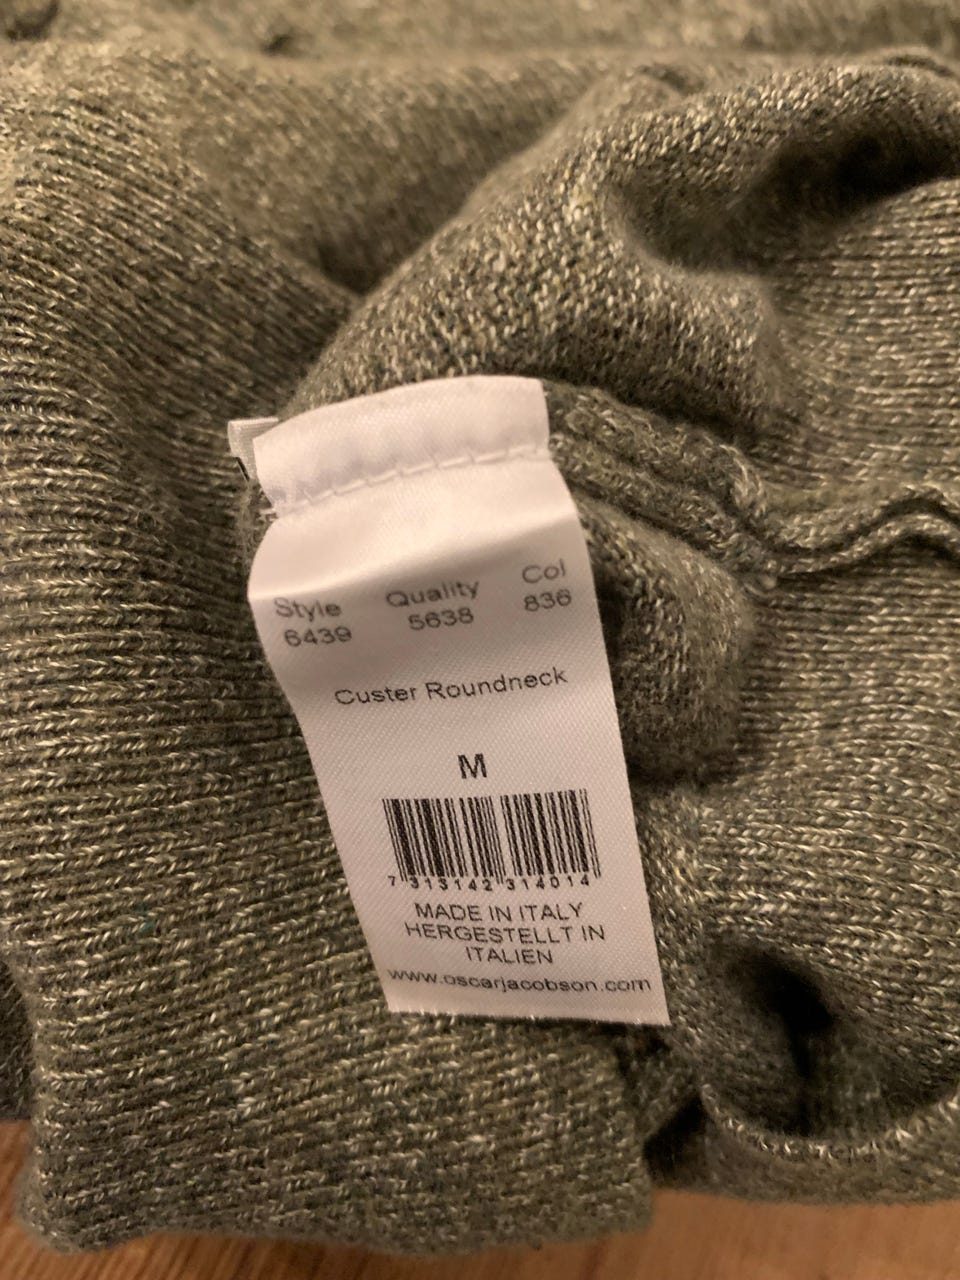 Style Quality Col
6439 5638 836
Custer Roundneck
M
7 313142 314014
MADE IN ITALY
HERGESTELLT IN
ITALIEN
www.oscarjacobson.com